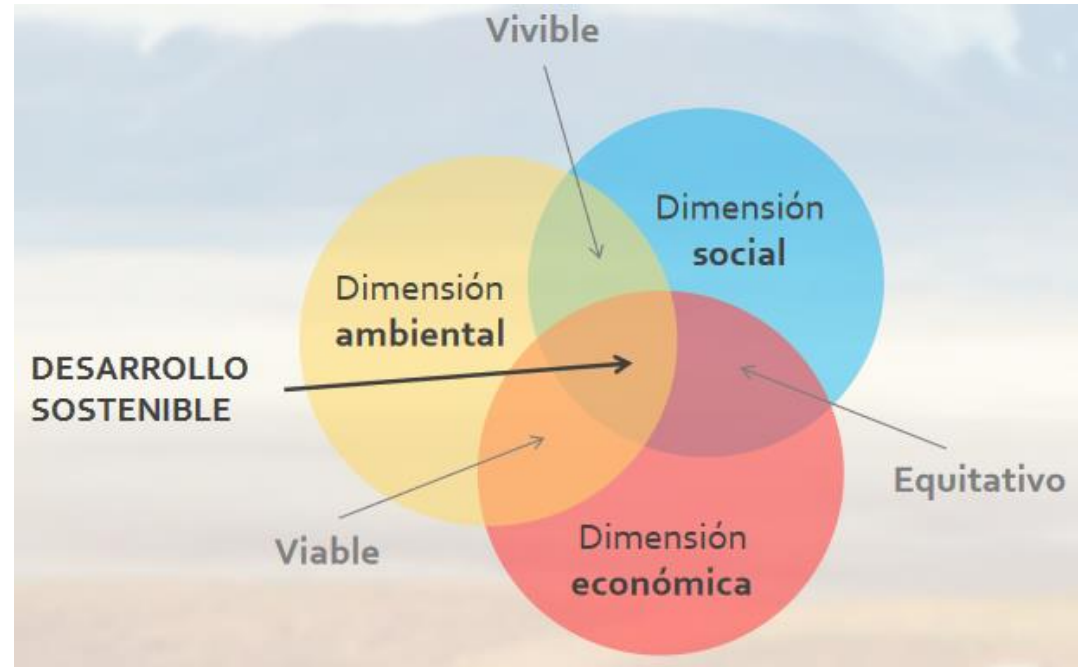 Vivible
Dimensión
social
Dimensión
ambiental
DESARROLLO
SOSTENIBLE
Equitativo
Viable
Dimensión
económica